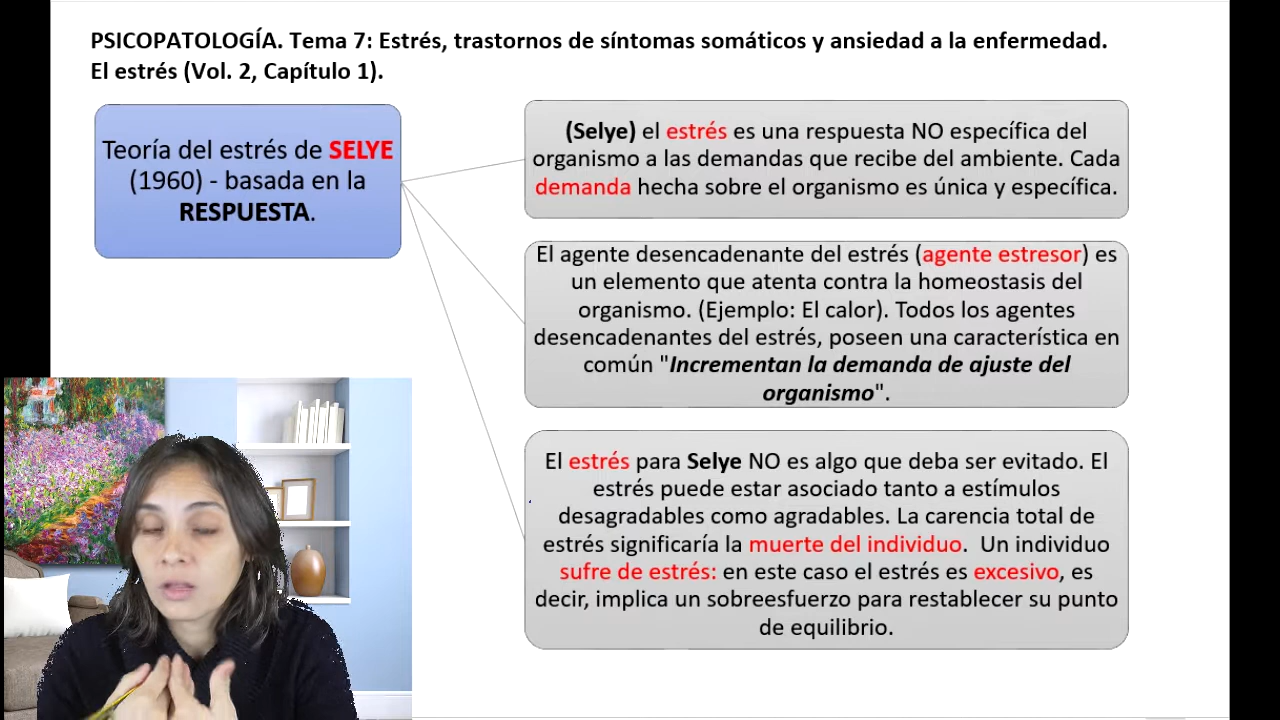 PSICOPATOLOGÍA. Tema 7: Estrés, trastornos de síntomas somáticos y ansiedad a la enfermedad.
El estrés (Vol. 2, Capítulo 1).
Teoría del estrés de SELYE
(1960) - basada en la
RESPUESTA.
(Selye) el estrés es una respuesta NO específica del
organismo a las demandas que recibe del ambiente. Cada
demanda hecha sobre el organismo es única y específica.
El agente desencadenante del estrés (agente estresor) es
un elemento que atenta contra la homeostasis del
organismo. (Ejemplo: El calor). Todos los agentes
desencadenantes del estrés, poseen una característica en
común "Incrementan la demanda de ajuste del
organismo".
El estrés para Selye NO es algo que deba ser evitado. El
estrés puede estar asociado tanto a estímulos
desagradables como agradables. La carencia total de
estrés significaría la muerte del individuo. Un individuo
sufre de estrés: en este caso el estrés es excesivo, es
decir, implica un sobreesfuerzo para restablecer su punto
de equilibrio.